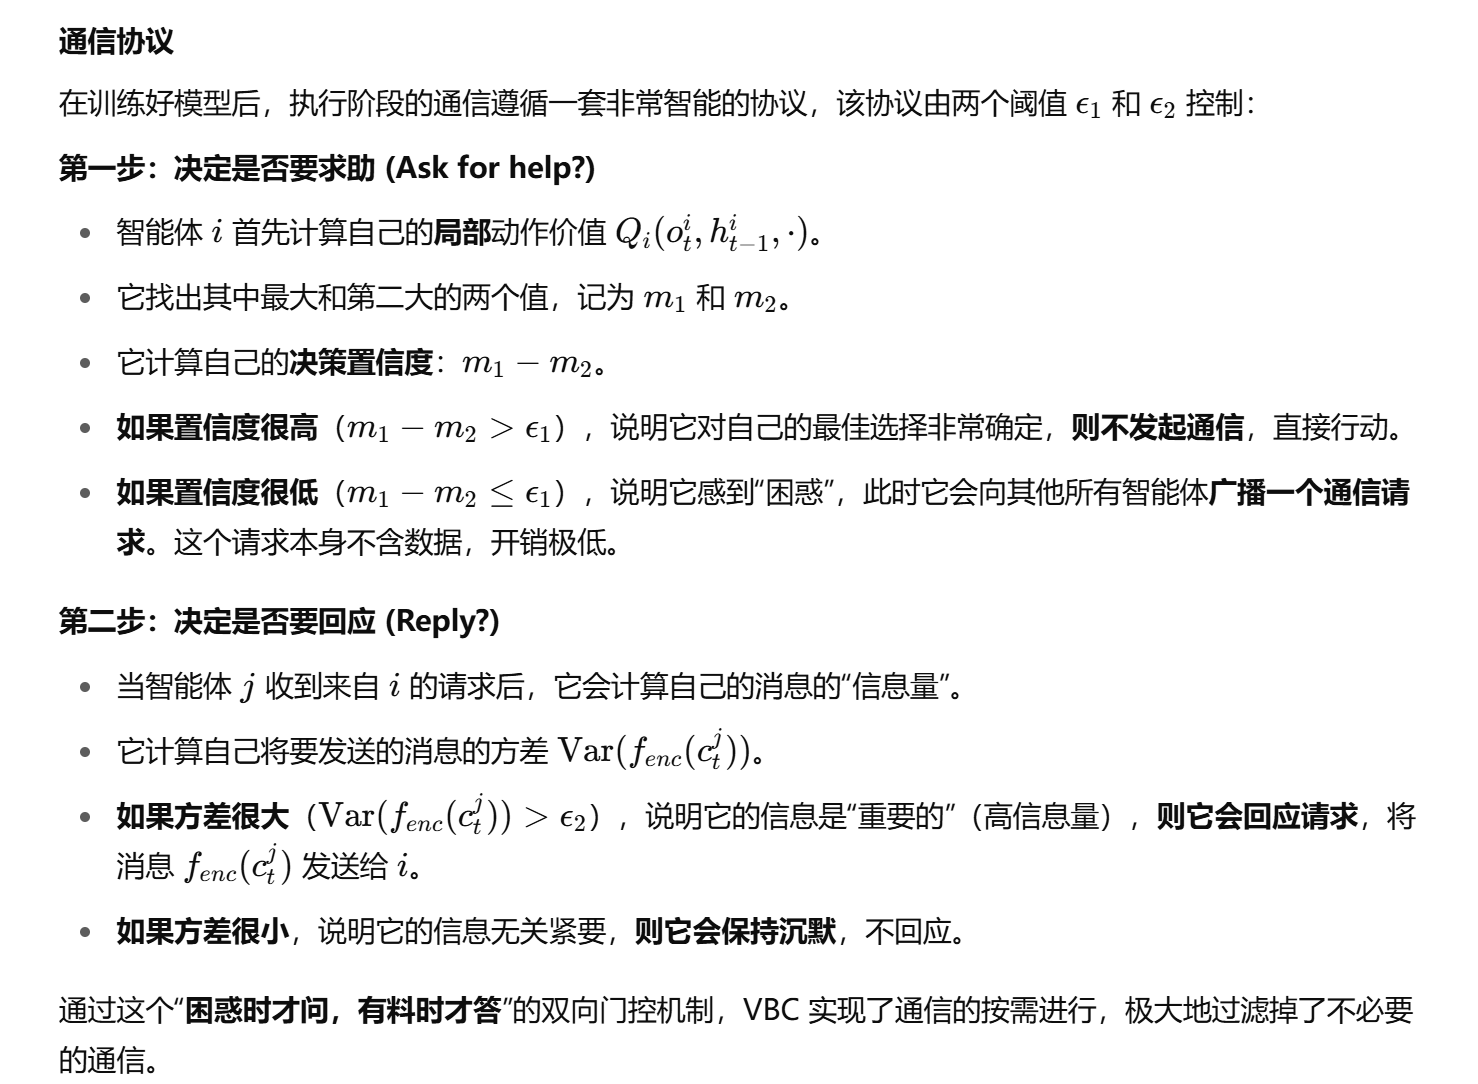 通信协议
在训练好模型后，执行阶段的通信遵循一套非常智能的协议，该协议由两个阈值 ϵ₁ 和 ϵ₂ 控制：
第一步：决定是否要求助 (Ask for help?)
• 智能体 i 首先计算自己的局部动作价值 Q_i(o_t^i, h_{t−1}^i, ·)。
• 它找出其中最大和第二大的两个值，记为 m₁ 和 m₂。
• 它计算自己的决策置信度：m₁ − m₂。
• 如果置信度很高（m₁ − m₂ > ϵ₁），说明它对自己的最佳选择非常确定，则不发起通信，直接行动。
• 如果置信度很低（m₁ − m₂ ≤ ϵ₁），说明它感到“困惑”，此时它会向其他所有智能体广播一个通信请
求。这个请求本身不含数据，开销极低。
第二步：决定是否要回应 (Reply?)
• 当智能体 j 收到来自 i 的请求后，它会计算自己的消息的“信息量”。
• 它计算自己将要发送的消息的方差 Var(f_{enc}(c_t^j))。
• 如果方差很大（Var(f_{enc}(c_t^j)) > ϵ₂），说明它的信息是“重要的”（高信息量），则它会回应请求，将
消息 f_{enc}(c_t^j) 发送给 i。
• 如果方差很小，说明它的信息无关紧要，则它会保持沉默，不回应。
通过这个“困惑时才问，有料时才答”的双向门控机制，VBC 实现了通信的按需进行，极大地过滤掉了不必要
的通信。